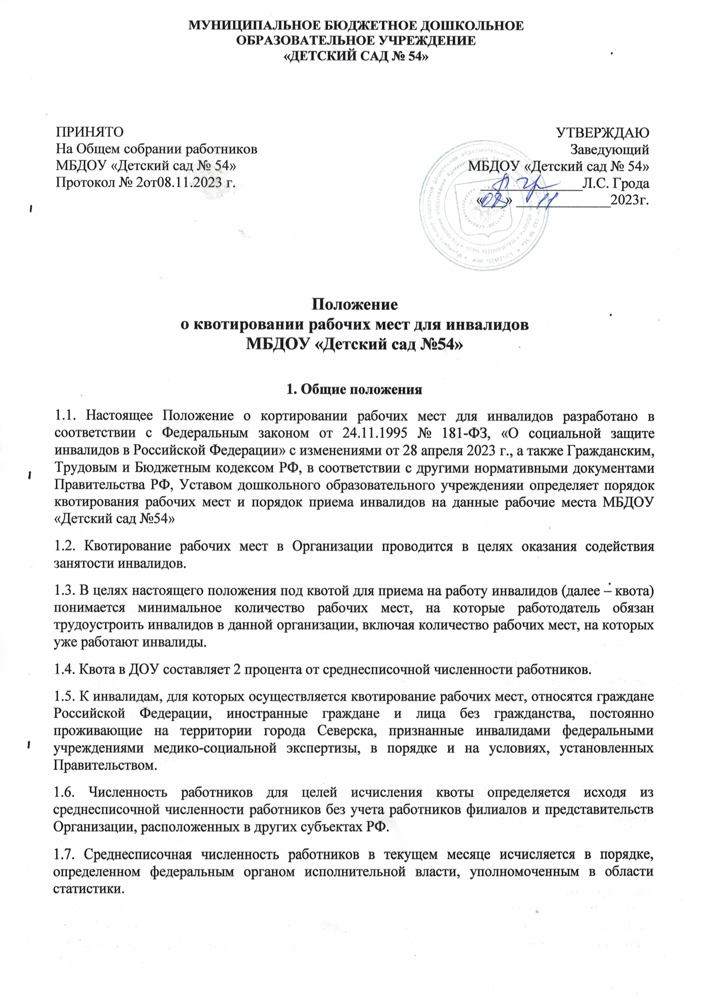 МУНИЦИПАЛЬНОЕ БЮДЖЕТНОЕ ДОШКОЛЬНОЕ
ОБРАЗОВАТЕЛЬНОЕ УЧРЕЖДЕНИЕ
«ДЕТСКИЙ САД № 54»
ПРИНЯТО
На Общем собрании работников
МБДОУ «Детский сад № 54»
Протокол № 2от08.11.2023 г.
УТВЕРЖДАЮ
Заведующий
МБДОУ «Детский сад № 54»
Л.С. Грода
«08» 11 2023г.
Положение
о квотировании рабочих мест для инвалидов
МБДОУ «Детский сад №54»
1. Общие положения
1.1. Настоящее Положение о кортировании рабочих мест для инвалидов разработано в
соответствии с Федеральным законом от 24.11.1995 № 181-ФЗ, «О социальной защите
инвалидов в Российской Федерации» с изменениями от 28 апреля 2023 г., а также Гражданским,
Трудовым и Бюджетным кодексом РФ, в соответствии с другими нормативными документами
Правительства РФ, Уставом дошкольного образовательного учрежденияи определяет порядок
квотирования рабочих мест и порядок приема инвалидов на данные рабочие места МБДОУ
«Детский сад №54»
1.2. Квотирование рабочих мест в Организации проводится в целях оказания содействия
занятости инвалидов.
1.3. В целях настоящего положения под квотой для приема на работу инвалидов (далее – квота)
понимается минимальное количество рабочих мест, на которые работодатель обязан
трудоустроить инвалидов в данной организации, включая количество рабочих мест, на которых
уже работают инвалиды.
1.4. Квота в ДОУ составляет 2 процента от среднесписочной численности работников.
1.5. К инвалидам, для которых осуществляется квотирование рабочих мест, относятся граждане
Российской Федерации, иностранные граждане и лица без гражданства, постоянно
проживающие на территории города Северска, признанные инвалидами федеральными
учреждениями медико-социальной экспертизы, в порядке и на условиях, установленных
Правительством.
1.6. Численность работников для целей исчисления квоты определяется исходя из
среднесписочной численности работников без учета работников филиалов и представительств
Организации, расположенных в других субъектах РФ.
1.7. Среднесписочная численность работников в текущем месяце исчисляется в порядке,
определенном федеральным органом исполнительной власти, уполномоченным в области
статистики.